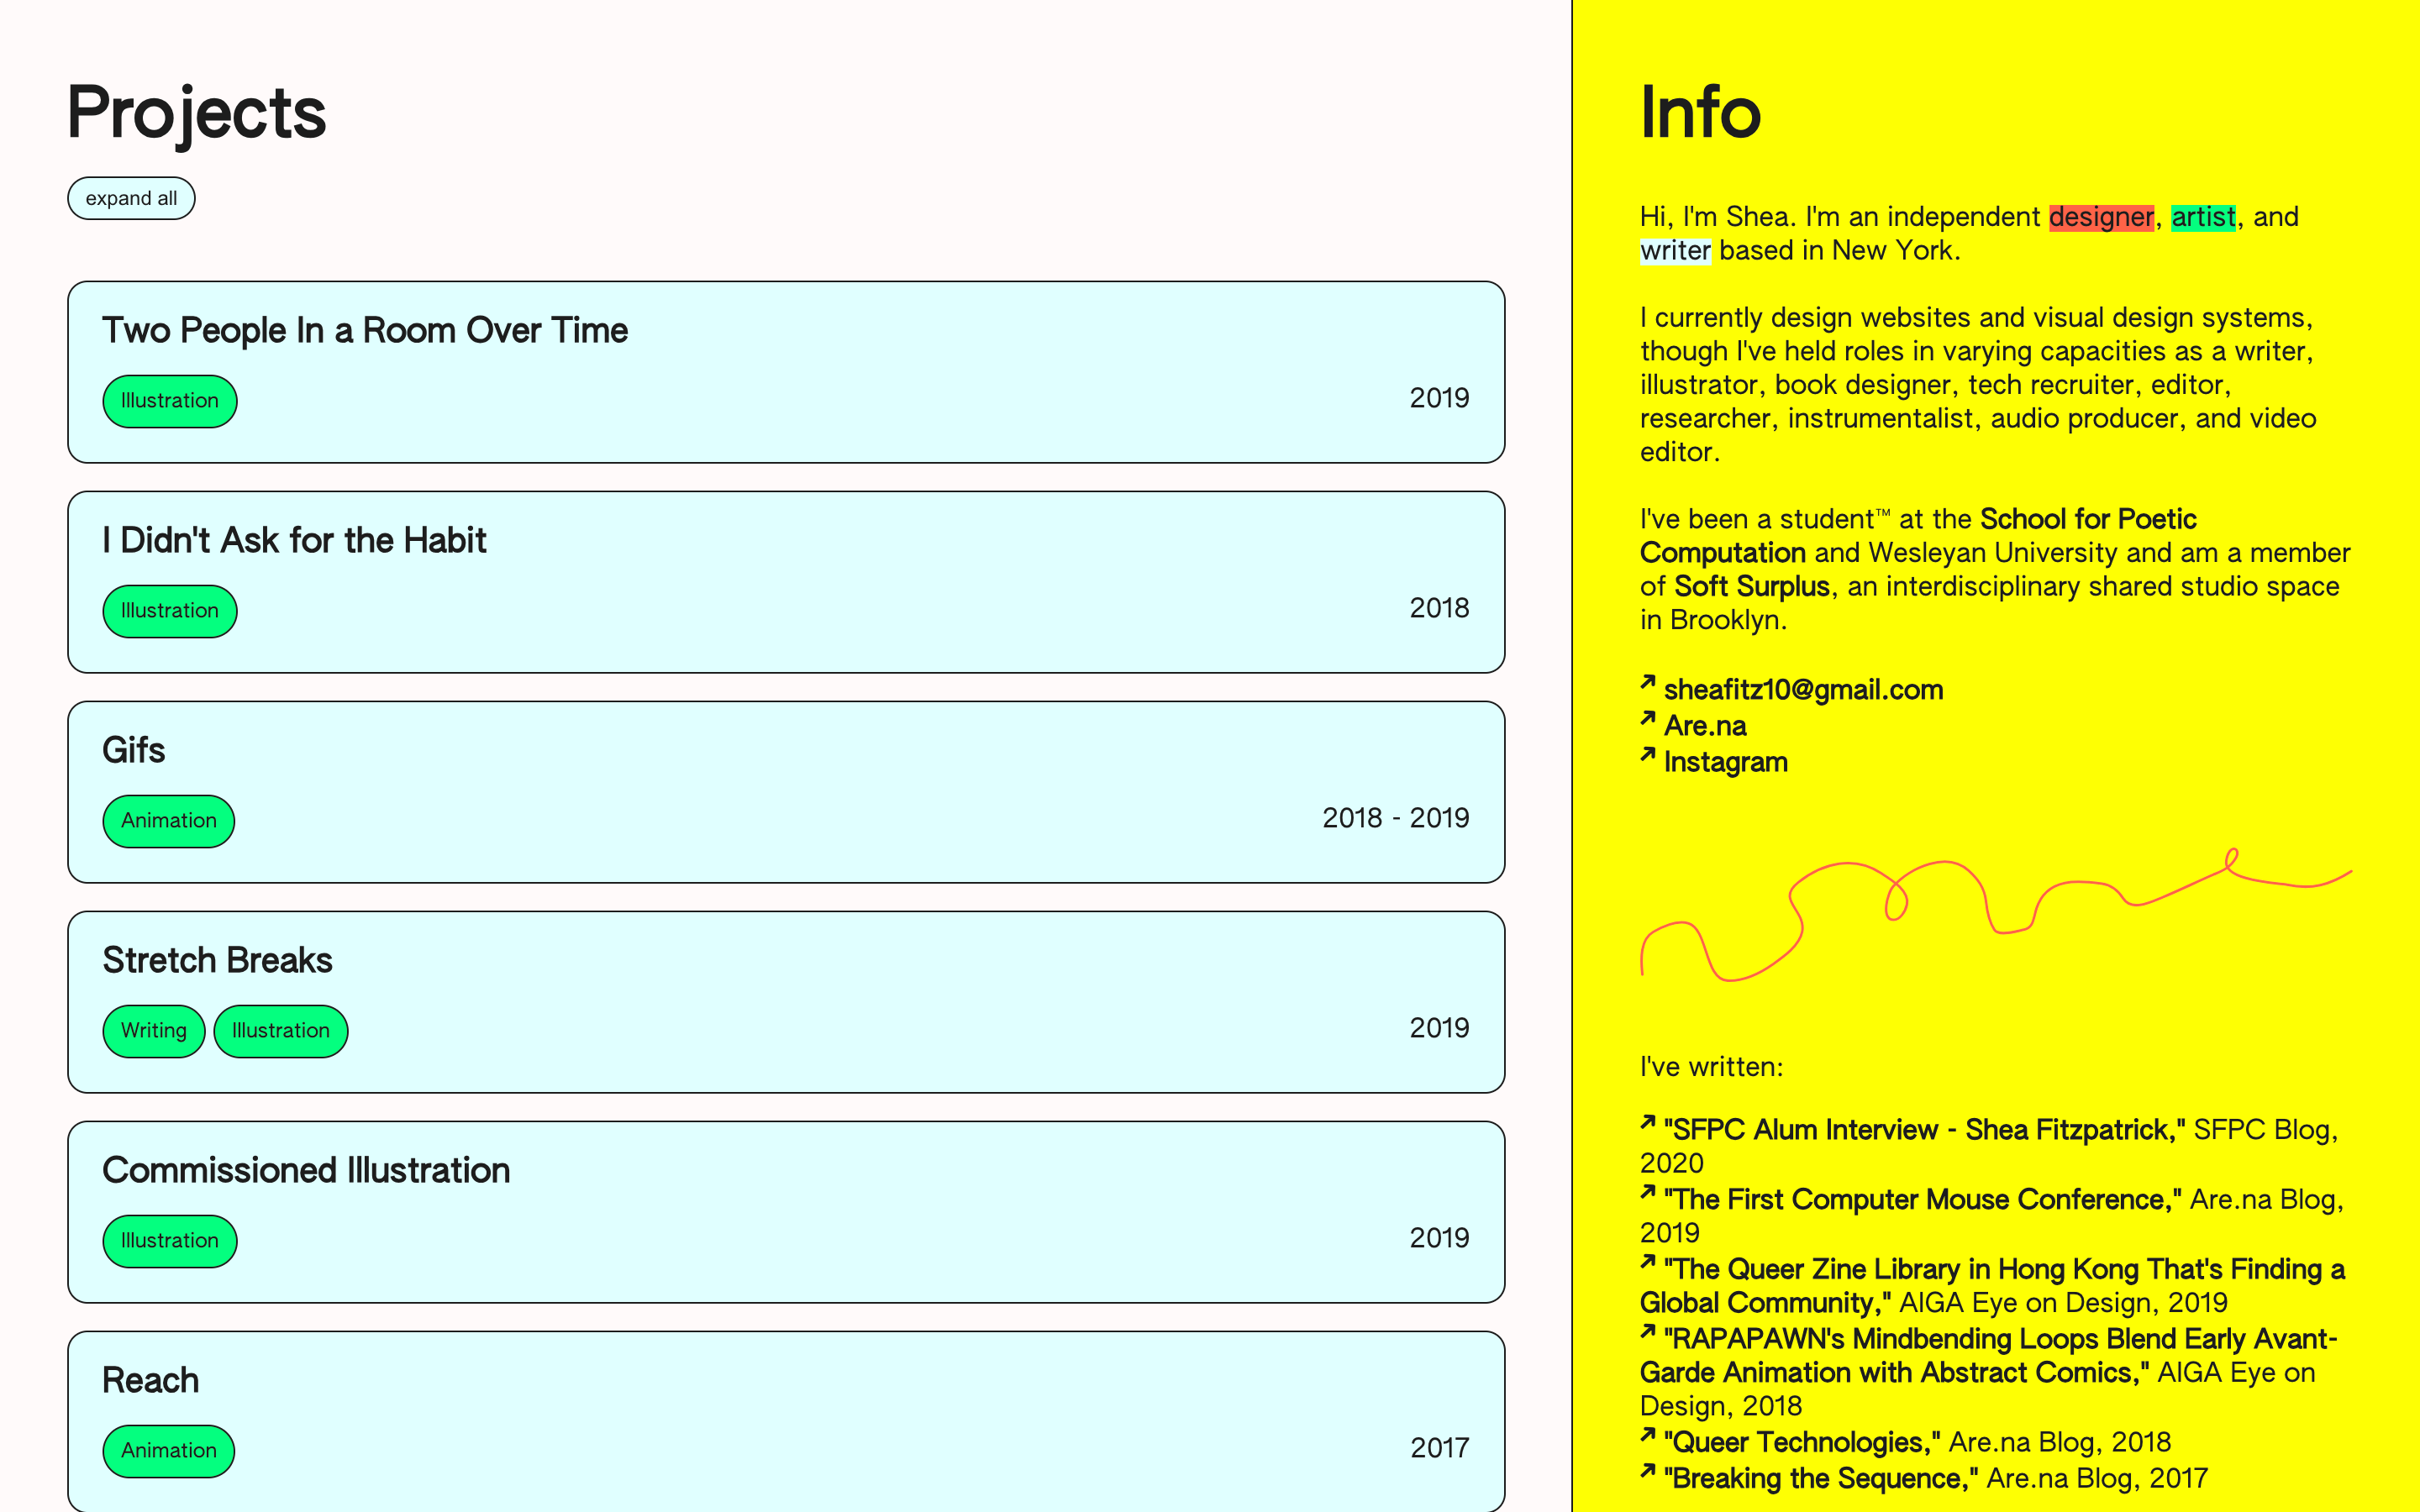 Projects
expand all
Two People In a Room Over Time
Illustration
2019
I Didn't Ask for the Habit
Illustration
2018
Gifs
Animation
2018 - 2019
Stretch Breaks
Writing Illustration
2019
Commissioned Illustration
Illustration
2019
Reach
Animation
2017
Info
Hi, I'm Shea. I'm an independent designer, artist, and
writer based in New York.
I currently design websites and visual design systems,
though I've held roles in varying capacities as a writer,
illustrator, book designer, tech recruiter, editor,
researcher, instrumentalist, audio producer, and video
editor.
I've been a student™ at the School for Poetic
Computation and Wesleyan University and am a member
of Soft Surplus, an interdisciplinary shared studio space
in Brooklyn.
↗ sheafitz10@gmail.com
↗ Are.na
↗ Instagram
I've written:
↗ "SFPC Alum Interview - Shea Fitzpatrick," SFPC Blog,
2020
↗ "The First Computer Mouse Conference," Are.na Blog,
2019
↗ "The Queer Zine Library in Hong Kong That's Finding a
Global Community," AIGA Eye on Design, 2019
↗ "RAPAPAWN's Mindbending Loops Blend Early Avant-
Garde Animation with Abstract Comics," AIGA Eye on
Design, 2018
↗ "Queer Technologies," Are.na Blog, 2018
↗ "Breaking the Sequence," Are.na Blog, 2017